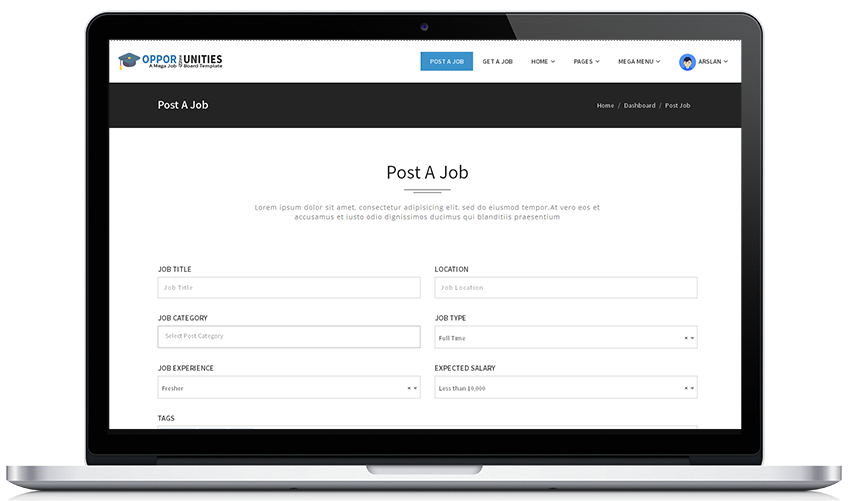 OPPORTUNITIES
A Mega Job Board Template
POST A JOB GET A JOB HOME PAGES MEGA MENU ARSLAN
Post A Job Home / Dashboard / Post Job
Post A Job
Lorem ipsum dolor sit amet, consectetur adipisicing elit, sed do eiusmod tempor.At vero eos et
accusamus et iusto odio dignissimos ducimus qui blanditiis praesentium
JOB TITLE LOCATION
Job Title Job Location
JOB CATEGORY JOB TYPE
Select Post Category Full Time ×
JOB EXPERIENCE EXPECTED SALARY
Fresher × Less than 10,000 ×
TAGS